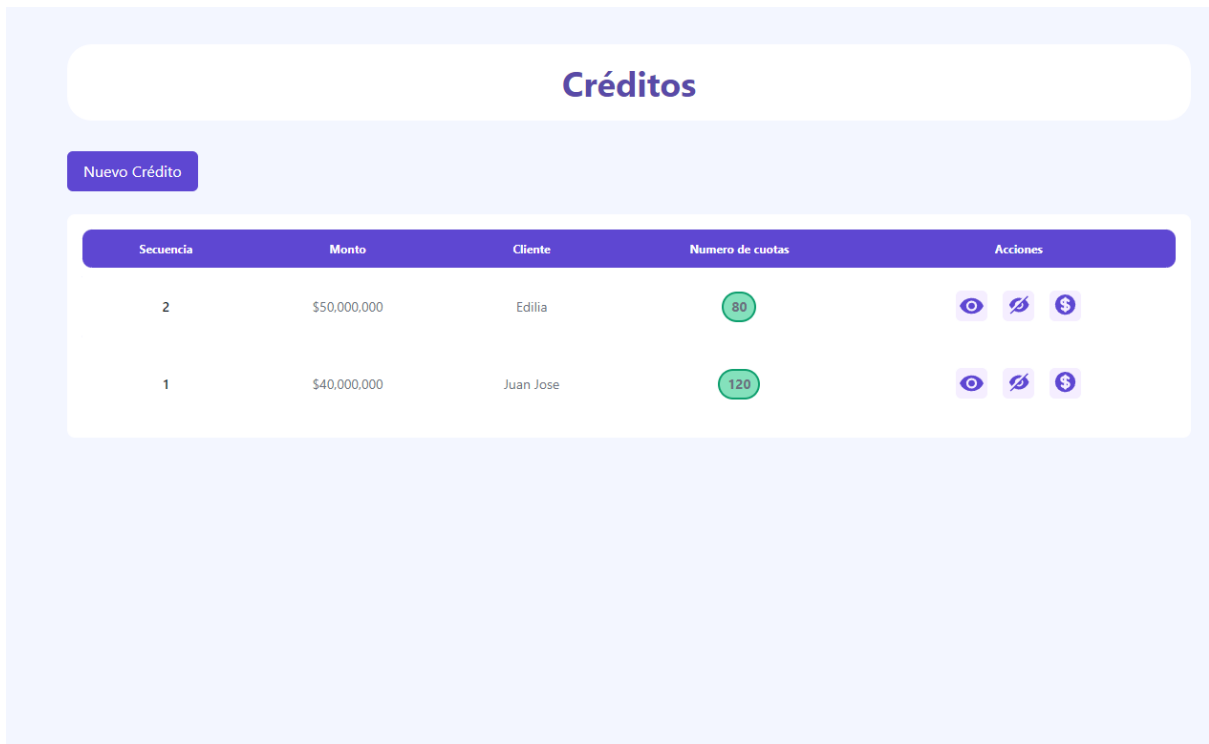 Créditos
Nuevo Crédito
Secuencia Monto Cliente Numero de cuotas Acciones
2 $50,000,000 Edilia 80
1 $40,000,000 Juan Jose 120